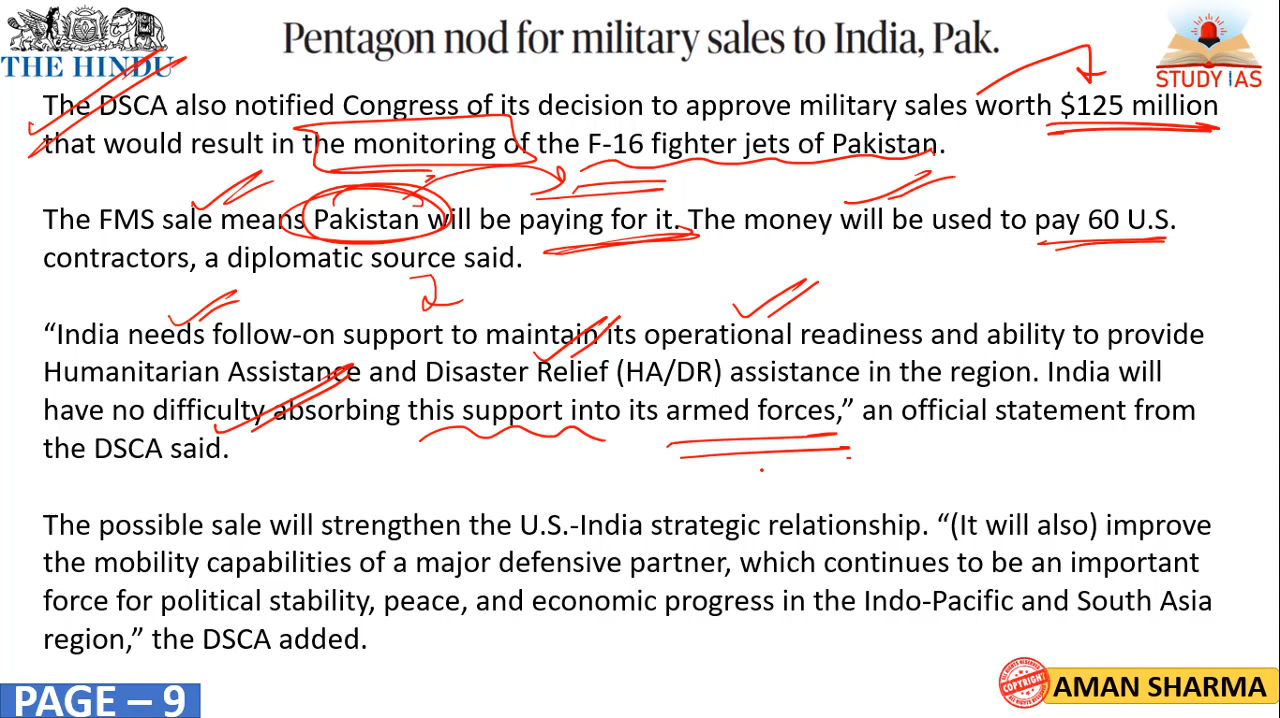 THE HINDU
Pentagon nod for military sales to India, Pak.
STUDY IAS
The DSCA also notified Congress of its decision to approve military sales worth $125 million
that would result in the monitoring of the F-16 fighter jets of Pakistan.
The FMS sale means Pakistan will be paying for it. The money will be used to pay 60 U.S.
contractors, a diplomatic source said.
“India needs follow-on support to maintain its operational readiness and ability to provide
Humanitarian Assistance and Disaster Relief (HA/DR) assistance in the region. India will
have no difficulty absorbing this support into its armed forces,” an official statement from
the DSCA said.
The possible sale will strengthen the U.S.-India strategic relationship. “(It will also) improve
the mobility capabilities of a major defensive partner, which continues to be an important
force for political stability, peace, and economic progress in the Indo-Pacific and South Asia
region,” the DSCA added.
PAGE – 9
COPYRIGHT
AMAN SHARMA